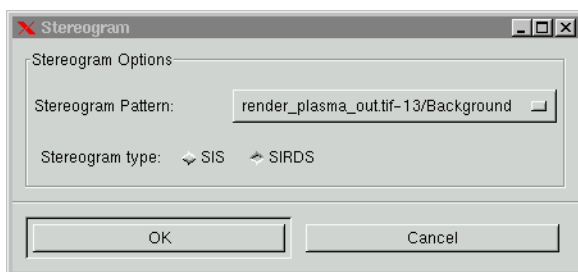 Stereogram
Stereogram Options
Stereogram Pattern: render_plasma_out.tif-13/Background
Stereogram type: SIS SIRDS
OK Cancel